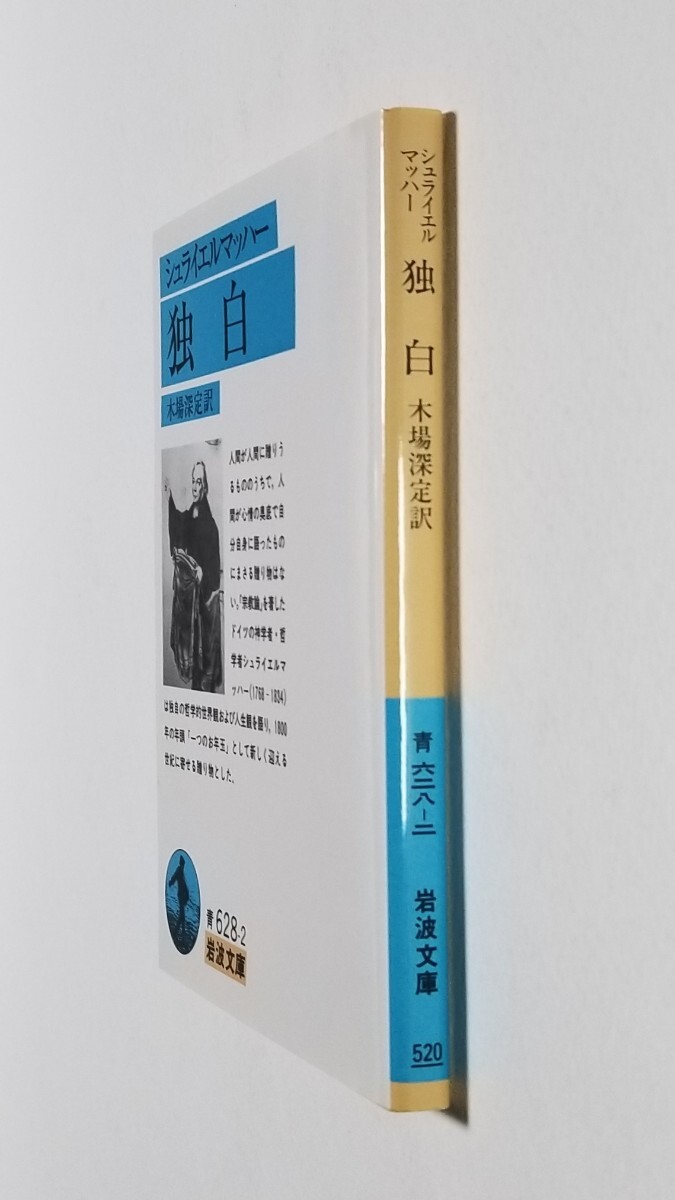 シュライエルマッハー
独白
木場深定訳
人間が人間に贈りう
るもののうちで、人
間が心情の奥底で自
分自身に語ったもの
にまさる贈り物はな
い。『宗教論』を著した
ドイツの神学者・哲
学者シュライエルマ
ッハー(1768-1834)
は独自の哲学的世界観および人生観を語り、1800
年の年頭「一つのお年玉」として新しく迎える
世紀に寄せる贈り物とした。
青628-2
岩波文庫
シュライエル
マッハー
独白
木場深定訳
青六二八-二
岩波文庫
520